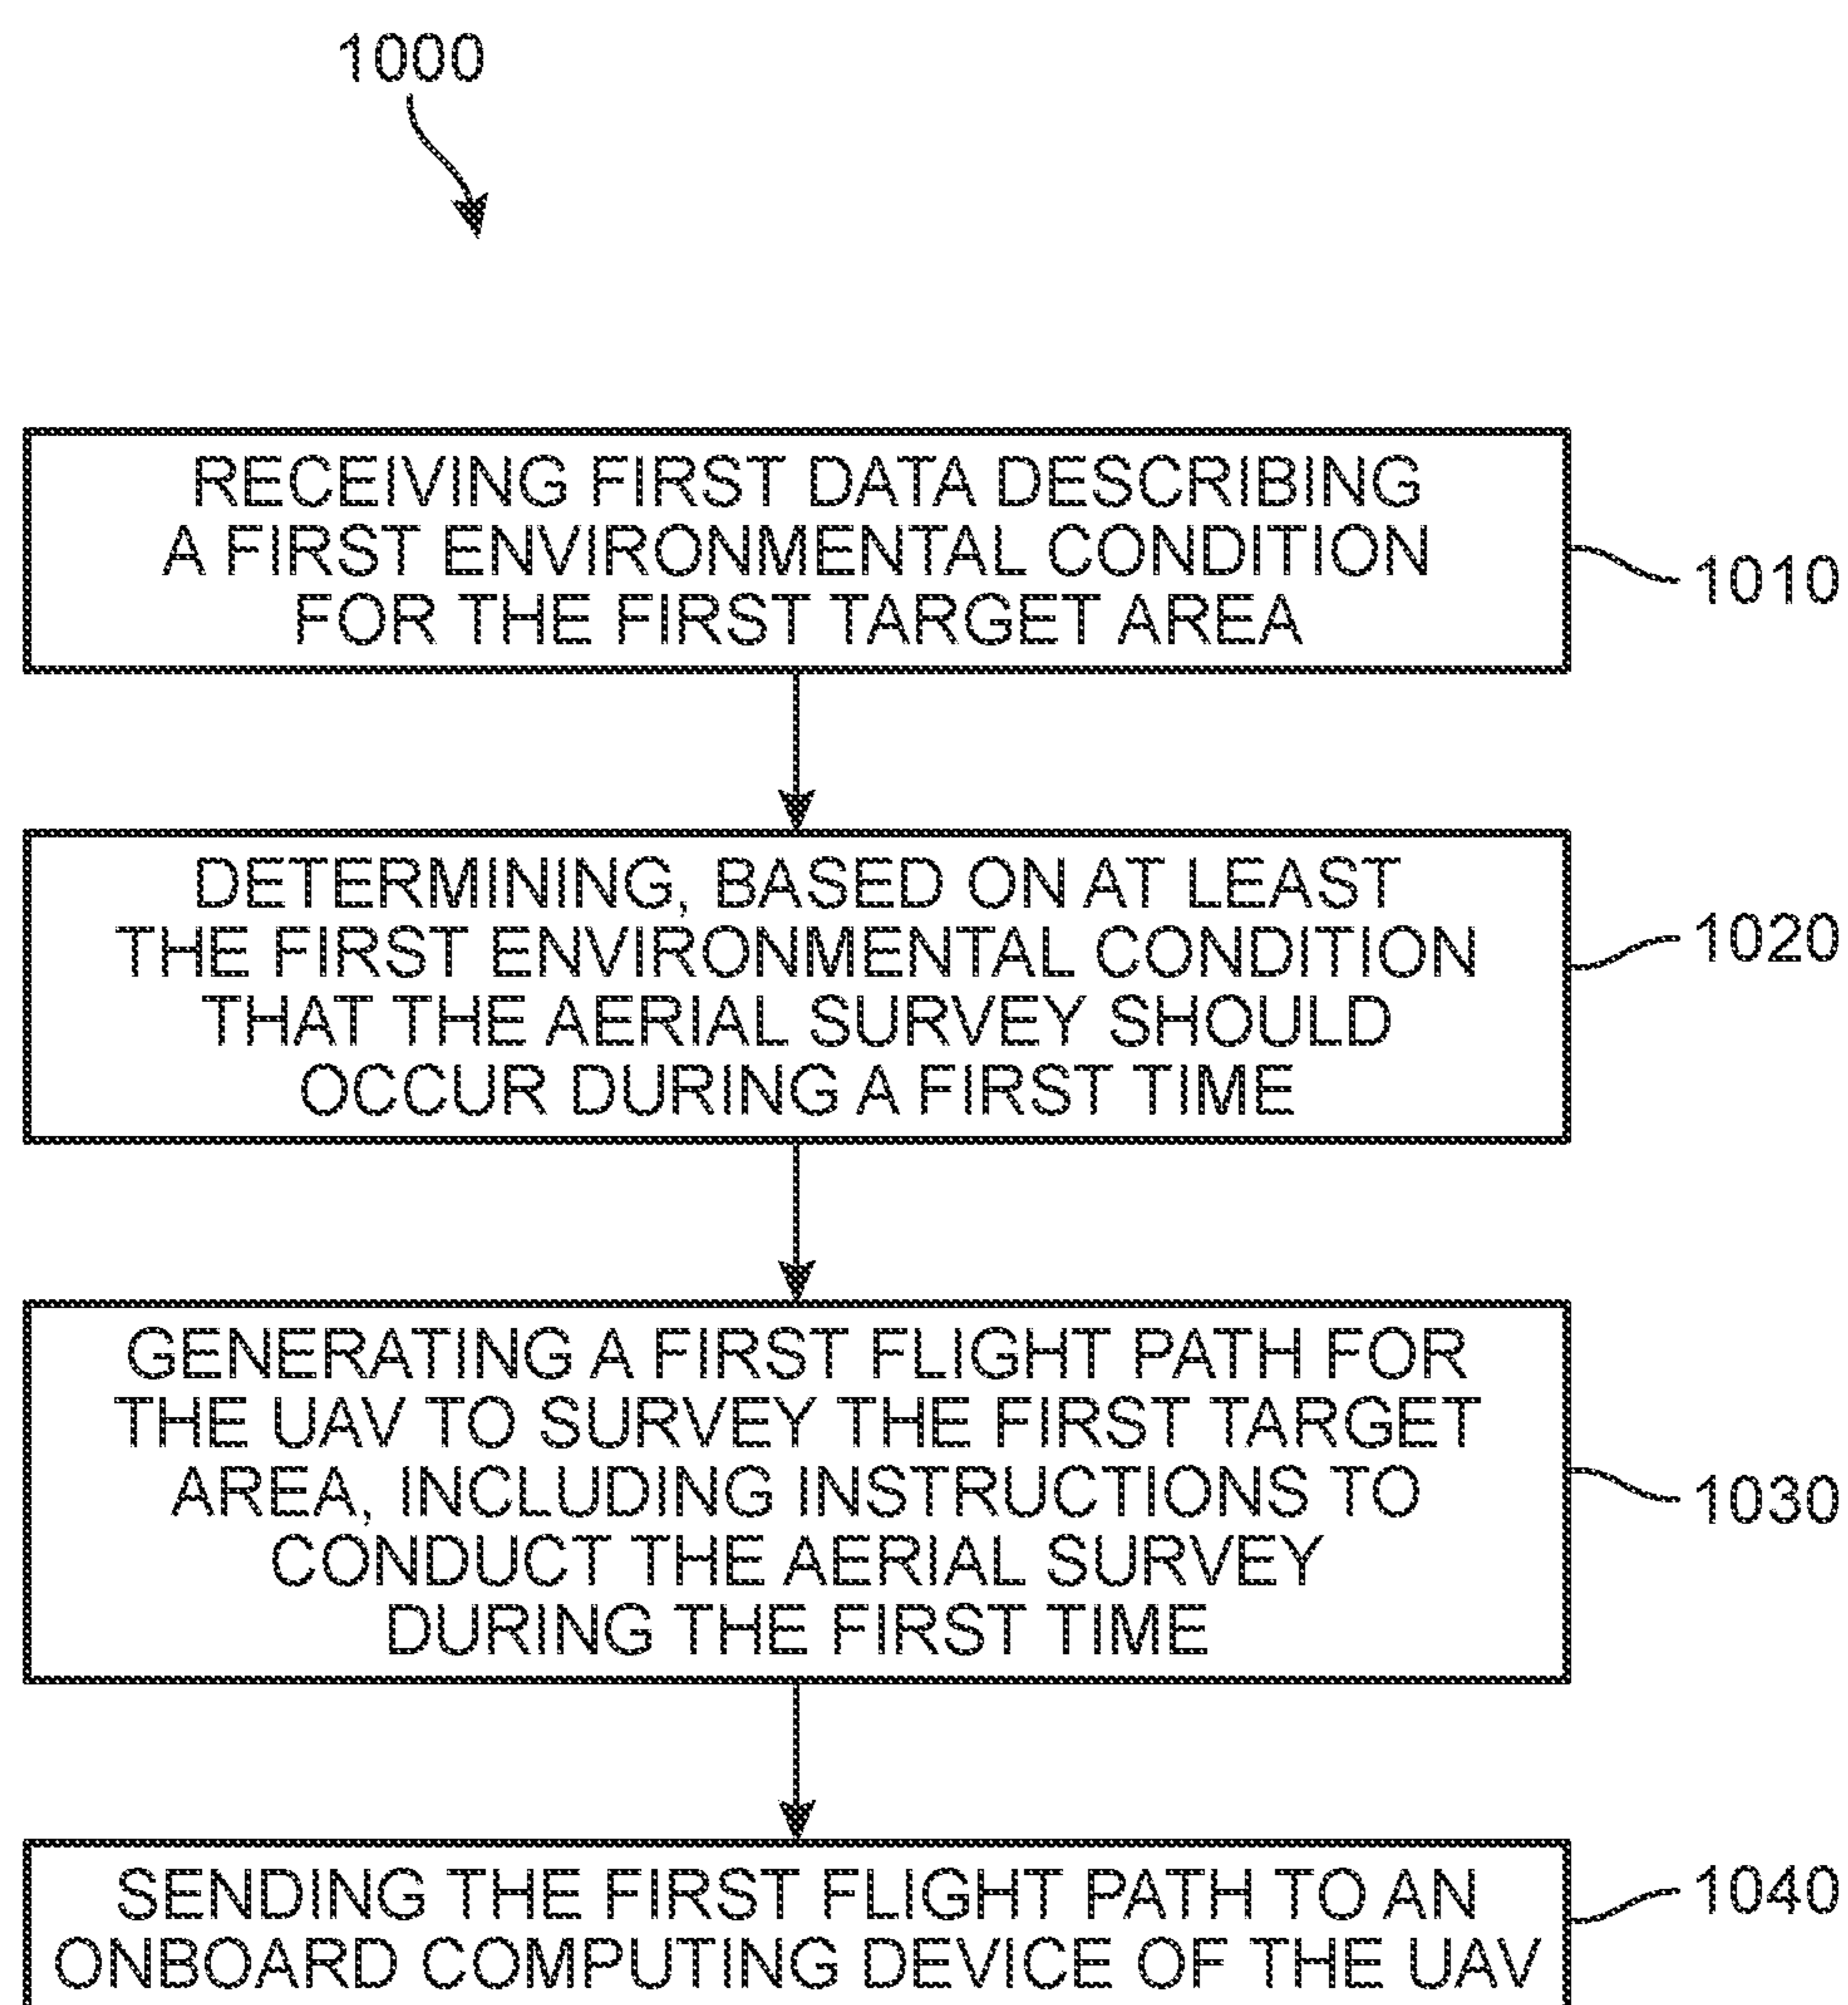 1000
RECEIVING FIRST DATA DESCRIBING
A FIRST ENVIRONMENTAL CONDITION
FOR THE FIRST TARGET AREA
1010
DETERMINING, BASED ON AT LEAST
THE FIRST ENVIRONMENTAL CONDITION
THAT THE AERIAL SURVEY SHOULD
OCCUR DURING A FIRST TIME
1020
GENERATING A FIRST FLIGHT PATH FOR
THE UAV TO SURVEY THE FIRST TARGET
AREA, INCLUDING INSTRUCTIONS TO
CONDUCT THE AERIAL SURVEY
DURING THE FIRST TIME
1030
SENDING THE FIRST FLIGHT PATH TO AN
ONBOARD COMPUTING DEVICE OF THE UAV
1040